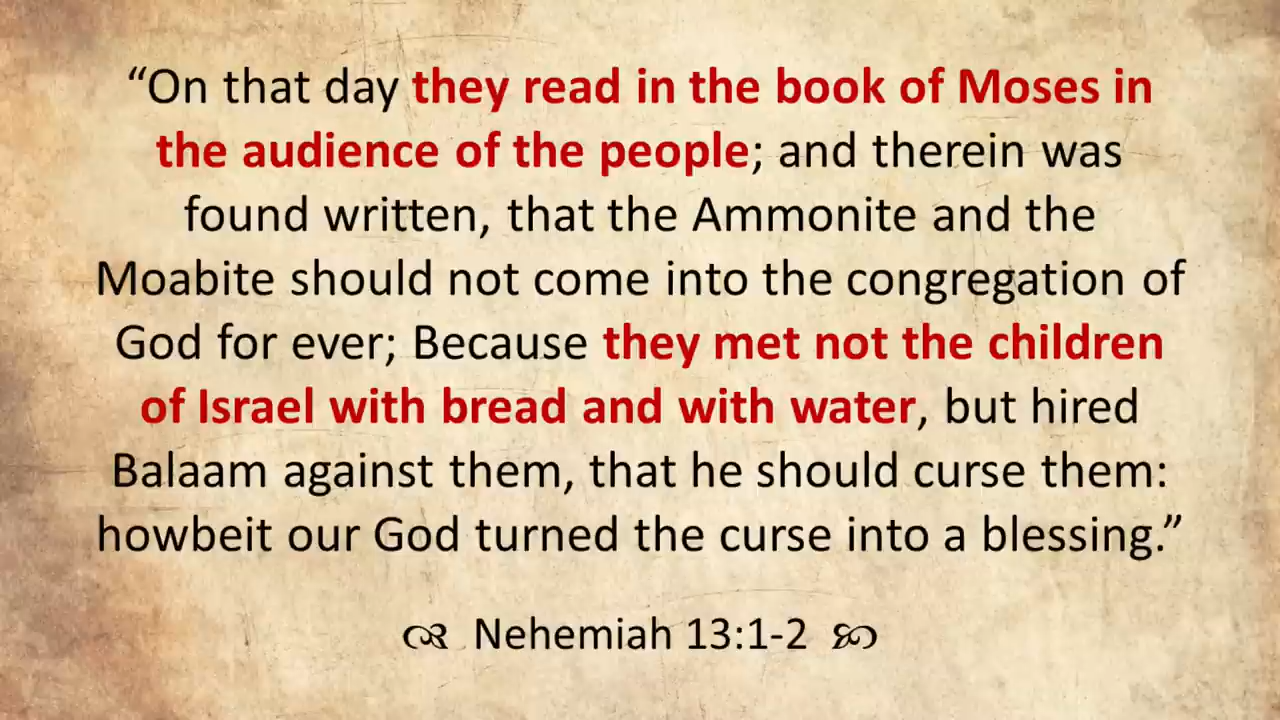 “On that day they read in the book of Moses in
the audience of the people; and therein was
found written, that the Ammonite and the
Moabite should not come into the congregation of
God for ever; Because they met not the children
of Israel with bread and with water, but hired
Balaam against them, that he should curse them:
howbeit our God turned the curse into a blessing.”
Nehemiah 13:1-2